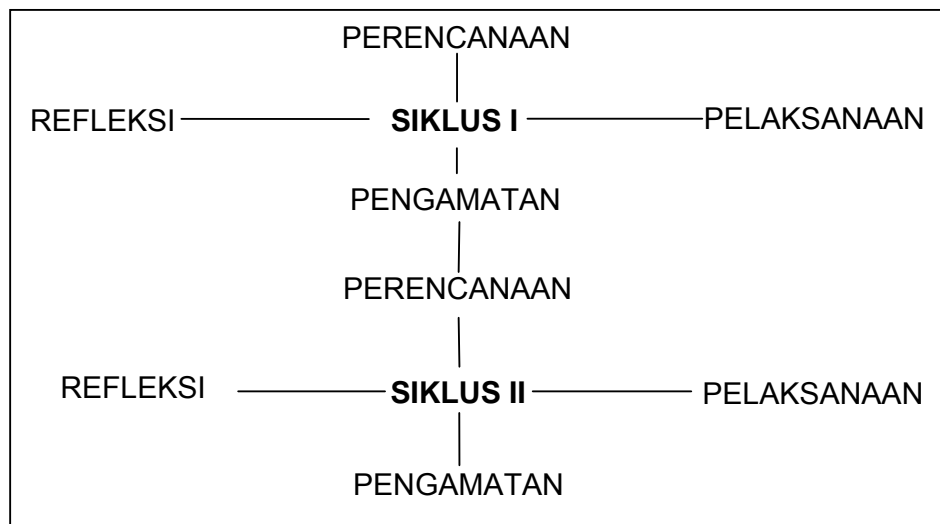 PERENCANAAN
REFLEKSI SIKLUS I PELAKSANAAN
PENGAMATAN
PERENCANAAN
REFLEKSI SIKLUS II PELAKSANAAN
PENGAMATAN